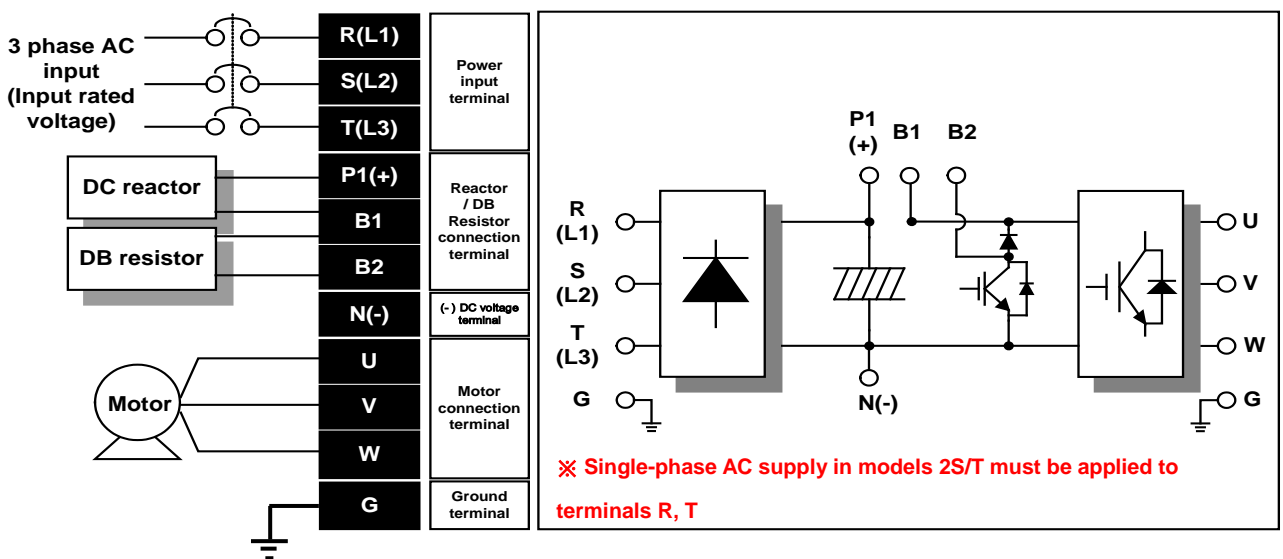 3 phase AC
input
(Input rated
voltage)
R(L1)
S(L2)
T(L3)
Power
input
terminal
DC reactor
DB resistor
P1(+)
B1
B2
Reactor
/ DB
Resistor
connection
terminal
N(-)
(-) DC voltage
terminal
Motor
U
V
W
Motor
connection
terminal
G
Ground
terminal
P1
(+)
B1
B2
R
(L1)
S
(L2)
T
(L3)
G
N(-)
U
V
W
G
※ Single-phase AC supply in models 2S/T must be applied to
terminals R, T